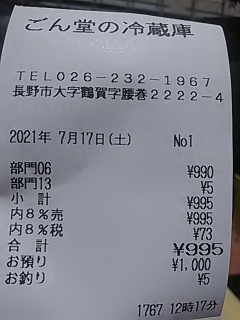 ごん堂の冷蔵庫
TEL026-232-1967
長野市大字鶴賀字腰巻2222-4
2021年 7月17日(土) No1
部門06 ¥990
部門13 ¥5
小 計 ¥995
内8%売 ¥995
内8%税 ¥73
合 計 ¥995
お預り ¥1,000
お釣り ¥5
1767 12時17分